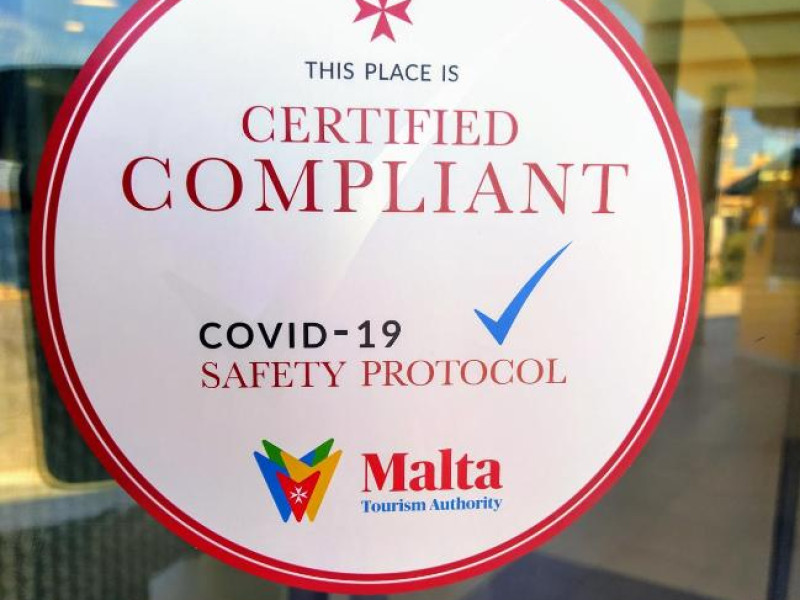 THIS PLACE IS
CERTIFIED
COMPLIANT
COVID-19
SAFETY PROTOCOL
Malta
Tourism Authority